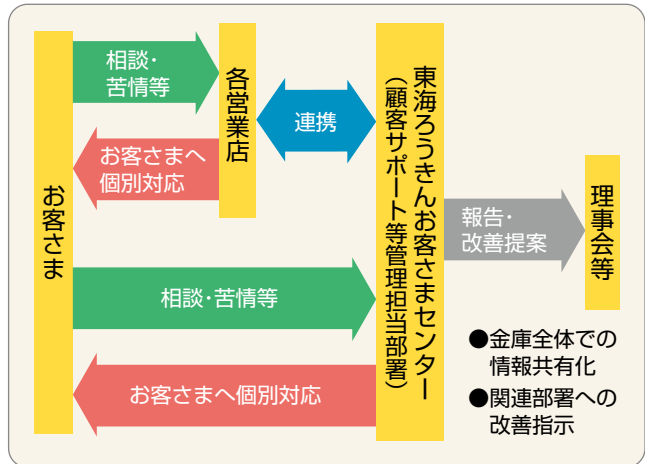 お客さま
相談・
苦情等
お客さまへ
個別対応
各営業店
連携
相談・苦情等
お客さまへ個別対応
東海ろうきんお客さまセンター
（顧客サポート等管理担当部署）
報告・
改善提案
理事会等
●金庫全体での
情報共有化
●関連部署への
改善指示